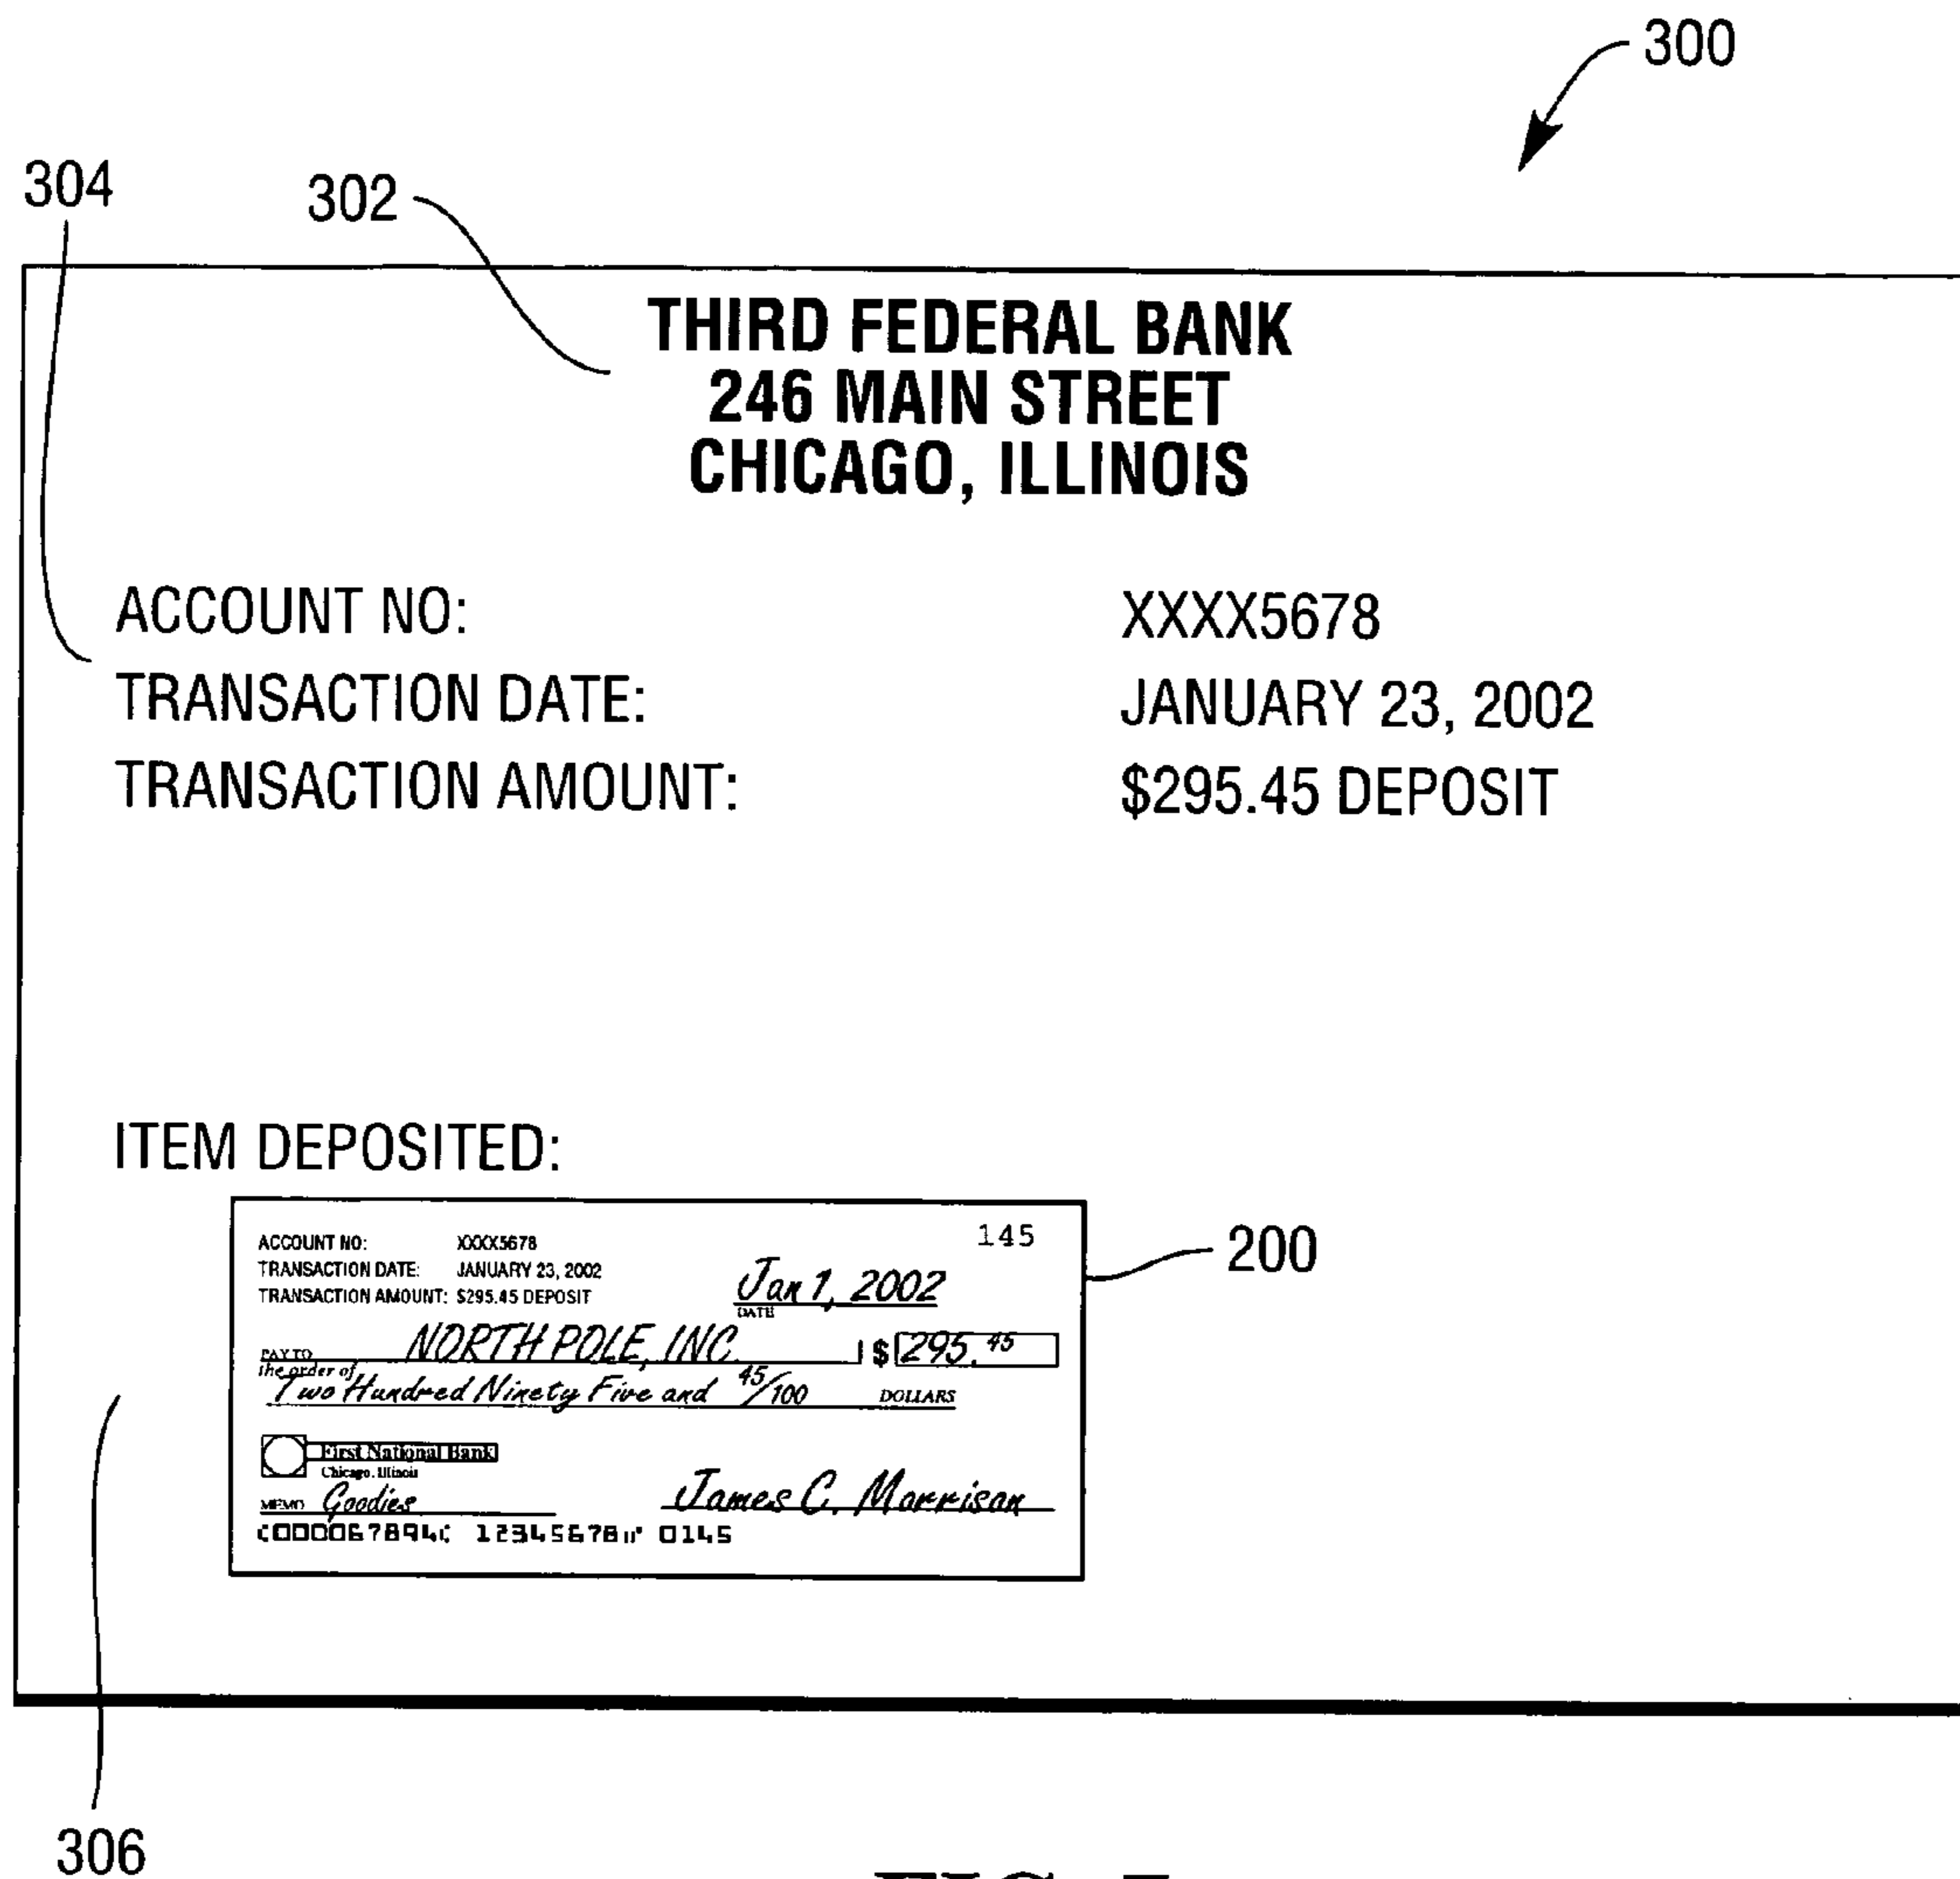 300
304
302
THIRD FEDERAL BANK
246 MAIN STREET
CHICAGO, ILLINOIS
ACCOUNT NO: XXXX5678
TRANSACTION DATE: JANUARY 23, 2002
TRANSACTION AMOUNT: $295.45 DEPOSIT
ITEM DEPOSITED:
145
ACCOUNT NO: XXXX5678
TRANSACTION DATE: JANUARY 23, 2002
TRANSACTION AMOUNT: $295.45 DEPOSIT
Jan 1, 2002
DATE
PAY TO
the order of
NORTH POLE, INC. $ 295.45
Two Hundred Ninety Five and 45/100 DOLLARS
First National Bank
Chicago, Illinois
MEMO Goodies James C. Morrison
⑆000067894⑆ 12345678⑈ 0145
200
306